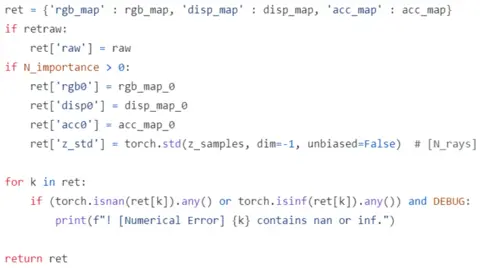 ret = {'rgb_map' : rgb_map, 'disp_map' : disp_map, 'acc_map' : acc_map}
if retraw:
    ret['raw'] = raw
if N_importance > 0:
    ret['rgb0'] = rgb_map_0
    ret['disp0'] = disp_map_0
    ret['acc0'] = acc_map_0
    ret['z_std'] = torch.std(z_samples, dim=-1, unbiased=False)  # [N_rays]
for k in ret:
    if (torch.isnan(ret[k]).any() or torch.isinf(ret[k]).any()) and DEBUG:
        print(f"! [Numerical Error] {k} contains nan or inf.")
return ret